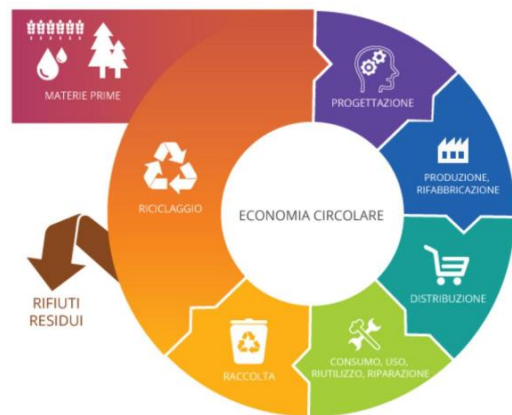 MATERIE PRIME
PROGETTAZIONE
PRODUZIONE,
RIFABBRICAZIONE
RICICLAGGIO
ECONOMIA CIRCOLARE
DISTRIBUZIONE
RIFIUTI
RESIDUI
CONSUMO, USO,
RIUTILIZZO, RIPARAZIONE
RACCOLTA